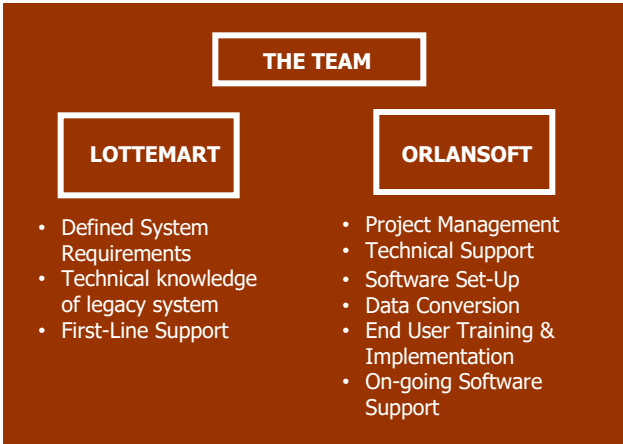 THE TEAM
LOTTEMART
• Defined System
Requirements
• Technical knowledge
of legacy system
• First-Line Support
ORLANSOFT
• Project Management
• Technical Support
• Software Set-Up
• Data Conversion
• End User Training &
Implementation
• On-going Software
Support